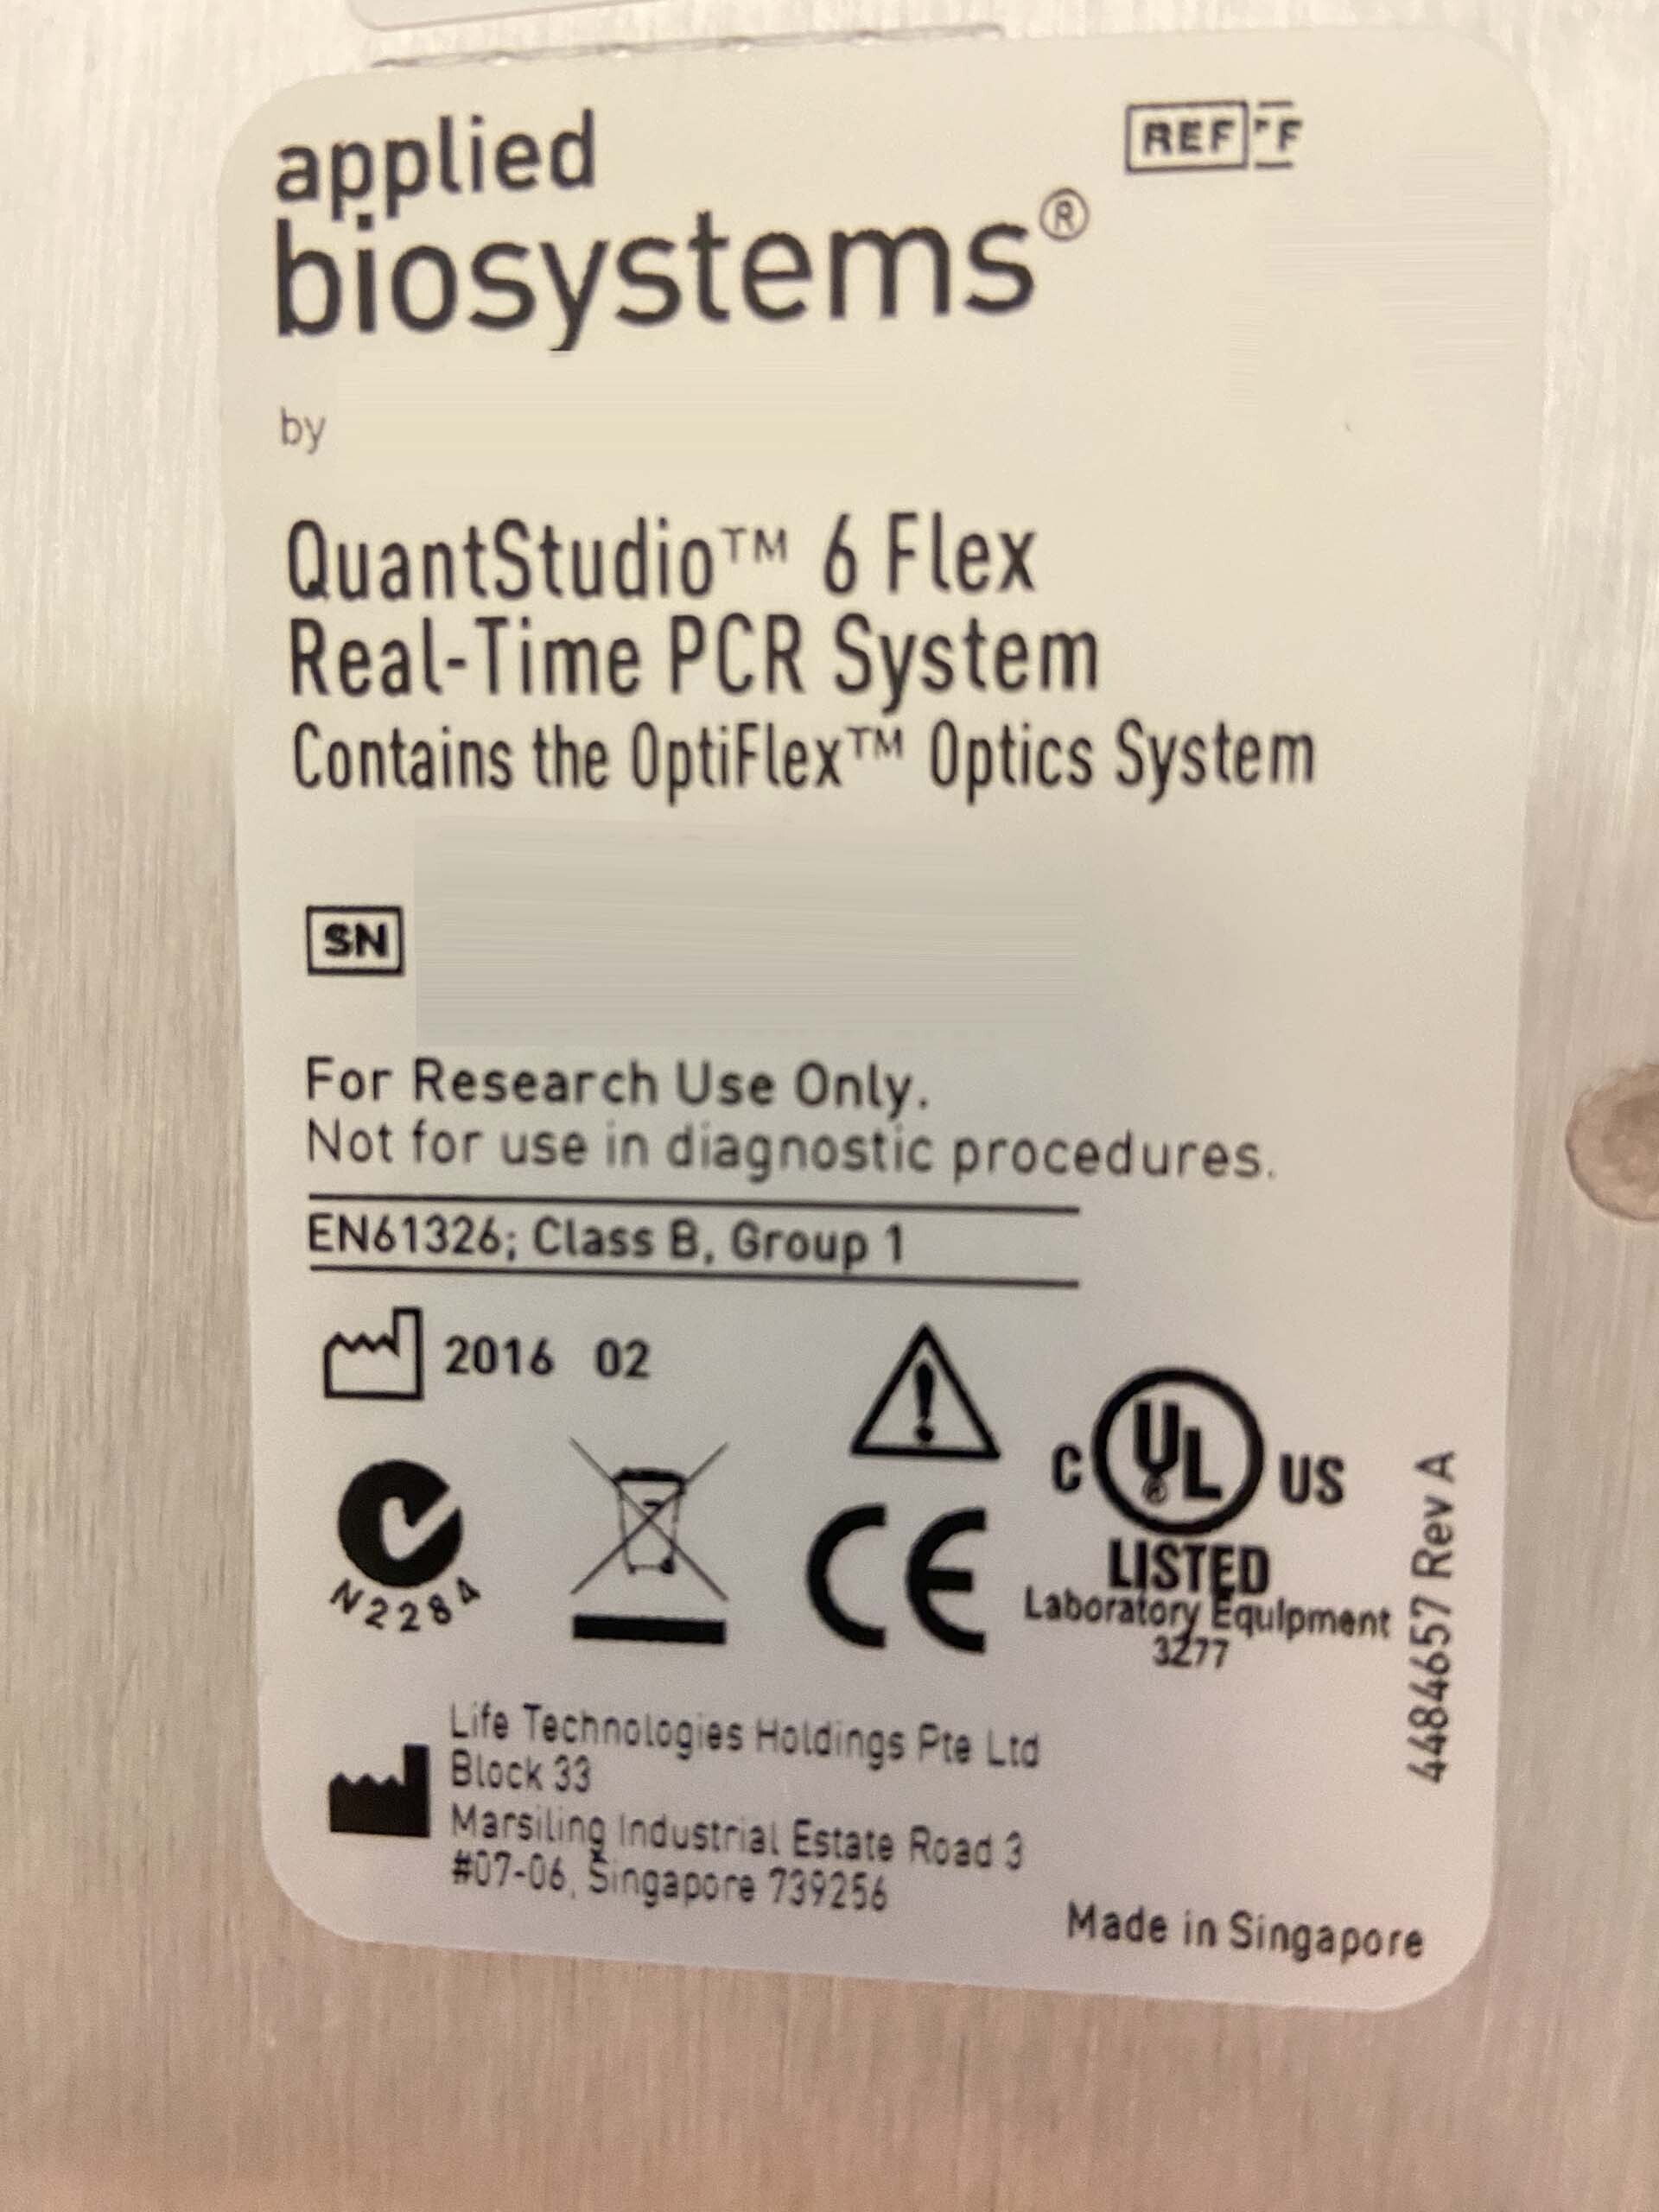 applied
REF
biosystems®
by
QuantStudio™ 6 Flex
Real-Time PCR System
Contains the OptiFlex™ Optics System
SN
For Research Use Only.
Not for use in diagnostic procedures.
EN61326; Class B, Group 1
2016 02
C UL® US
LISTED
Laboratory Equipment
3277
N2284
CE
4484657 Rev A
Life Technologies Holdings Pte Ltd
Block 33
Marsiling Industrial Estate Road 3
#07-06, Singapore 739256
Made in Singapore